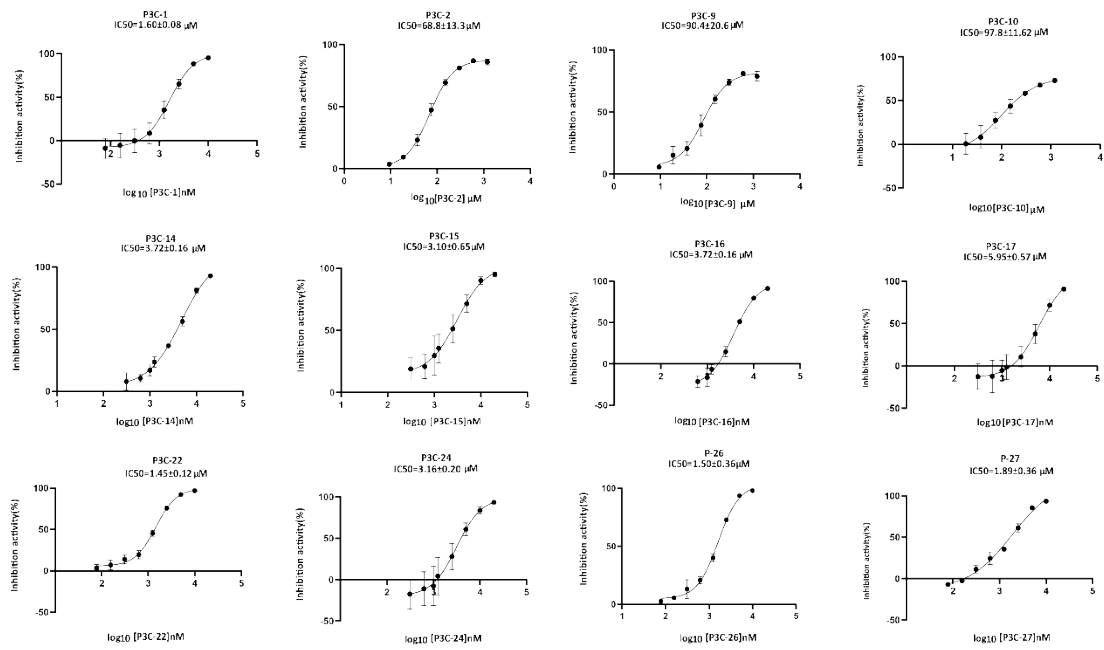 P3C-1
IC50=1.60±0.08 μM
Inhibition activity(%)
100
50
0
-50
2
3
4
5
log10 [P3C-1]nM
P3C-2
IC50=68.8±13.3 μM
Inhibition activity(%)
150
100
50
0
0
1
2
3
4
log10[P3C-2] μM
P3C-9
IC50=90.4±20.6 μM
Inhibition activity(%)
100
50
0
0
1
2
3
4
log10[P3C-9] μM
P3C-10
IC50=97.8±11.62 μM
Inhibition activity(%)
100
50
0
-50
1
2
3
4
log10[P3C-10] μM
P3C-14
IC50=3.72±0.16 μM
Inhibition activity(%)
100
50
0
1
2
3
4
5
log10 [P3C-14]nM
P3C-15
IC50=3.10±0.65 μM
Inhibition activity(%)
100
50
0
1
2
3
4
5
log10 [P3C-15]nM
P3C-16
IC50=3.72±0.16 μM
Inhibition activity(%)
100
50
0
-50
2
3
4
5
log10 [P3C-16]nM
P3C-17
IC50=5.95±0.57 μM
Inhibition activity(%)
100
50
0
-50
2
3
4
5
log10 [P3C-17]nM
P3C-22
IC50=1.45±0.12 μM
Inhibition activity(%)
100
50
0
-50
2
3
4
5
log10 [P3C-22]nM
P3C-24
IC50=3.16±0.20 μM
Inhibition activity(%)
100
50
0
-50
2
3
4
5
log10 [P3C-24]nM
P-26
IC50=1.50±0.36μM
Inhibition activity(%)
100
50
0
1
2
3
4
5
log10 [P3C-26]nM
P-27
IC50=1.89±0.36 μM
Inhibition activity(%)
100
50
0
-50
2
3
4
5
log10 [P3C-27]nM